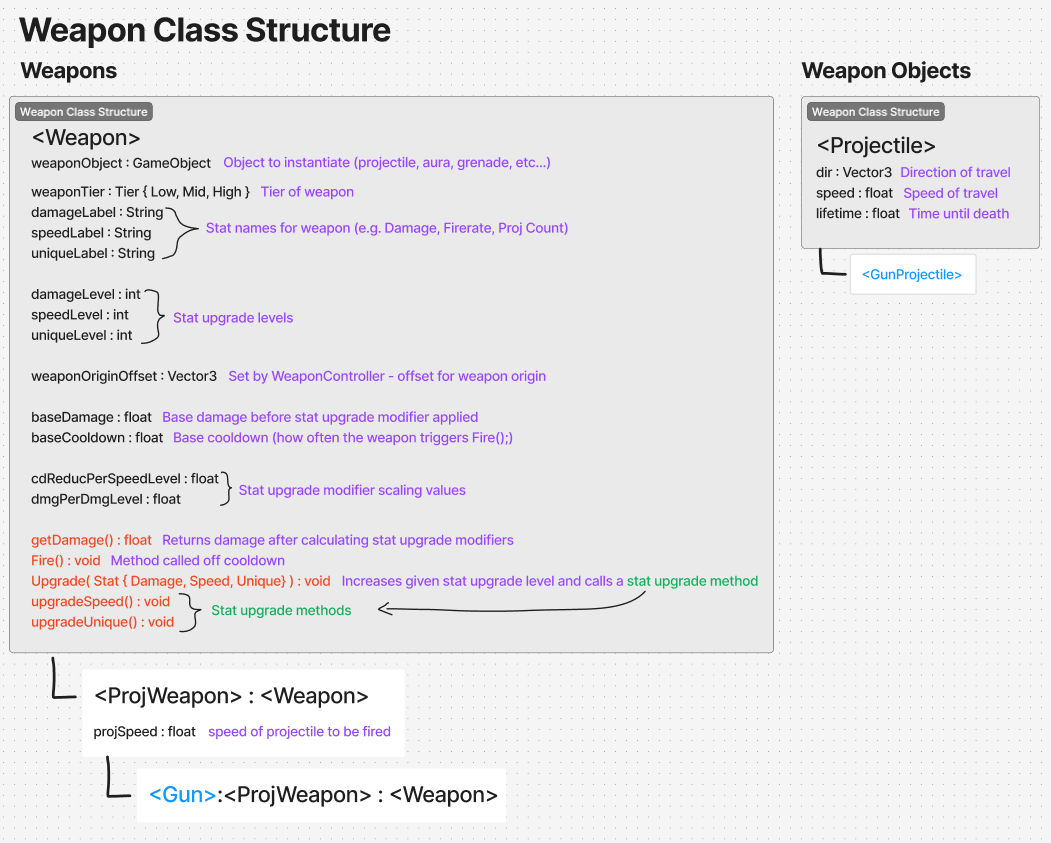 Weapon Class Structure
Weapons
Weapon Class Structure
<Weapon>
weaponObject : GameObject Object to instantiate (projectile, aura, grenade, etc...)
weaponTier : Tier { Low, Mid, High } Tier of weapon
damageLabel : String
speedLabel : String
uniqueLabel : String
Stat names for weapon (e.g. Damage, Firerate, Proj Count)
damageLevel : int
speedLevel : int
uniqueLevel : int
Stat upgrade levels
weaponOriginOffset : Vector3 Set by WeaponController - offset for weapon origin
baseDamage : float Base damage before stat upgrade modifier applied
baseCooldown : float Base cooldown (how often the weapon triggers Fire();)
cdReducPerSpeedLevel : float
dmgPerDmgLevel : float
Stat upgrade modifier scaling values
getDamage() : float Returns damage after calculating stat upgrade modifiers
Fire() : void Method called off cooldown
Upgrade( Stat { Damage, Speed, Unique} ) : void Increases given stat upgrade level and calls a stat upgrade method
upgradeSpeed() : void
upgradeUnique() : void
Stat upgrade methods
<ProjWeapon> : <Weapon>
projSpeed : float speed of projectile to be fired
<Gun>:<ProjWeapon> : <Weapon>
Weapon Objects
Weapon Class Structure
<Projectile>
dir : Vector3 Direction of travel
speed : float Speed of travel
lifetime : float Time until death
<GunProjectile>